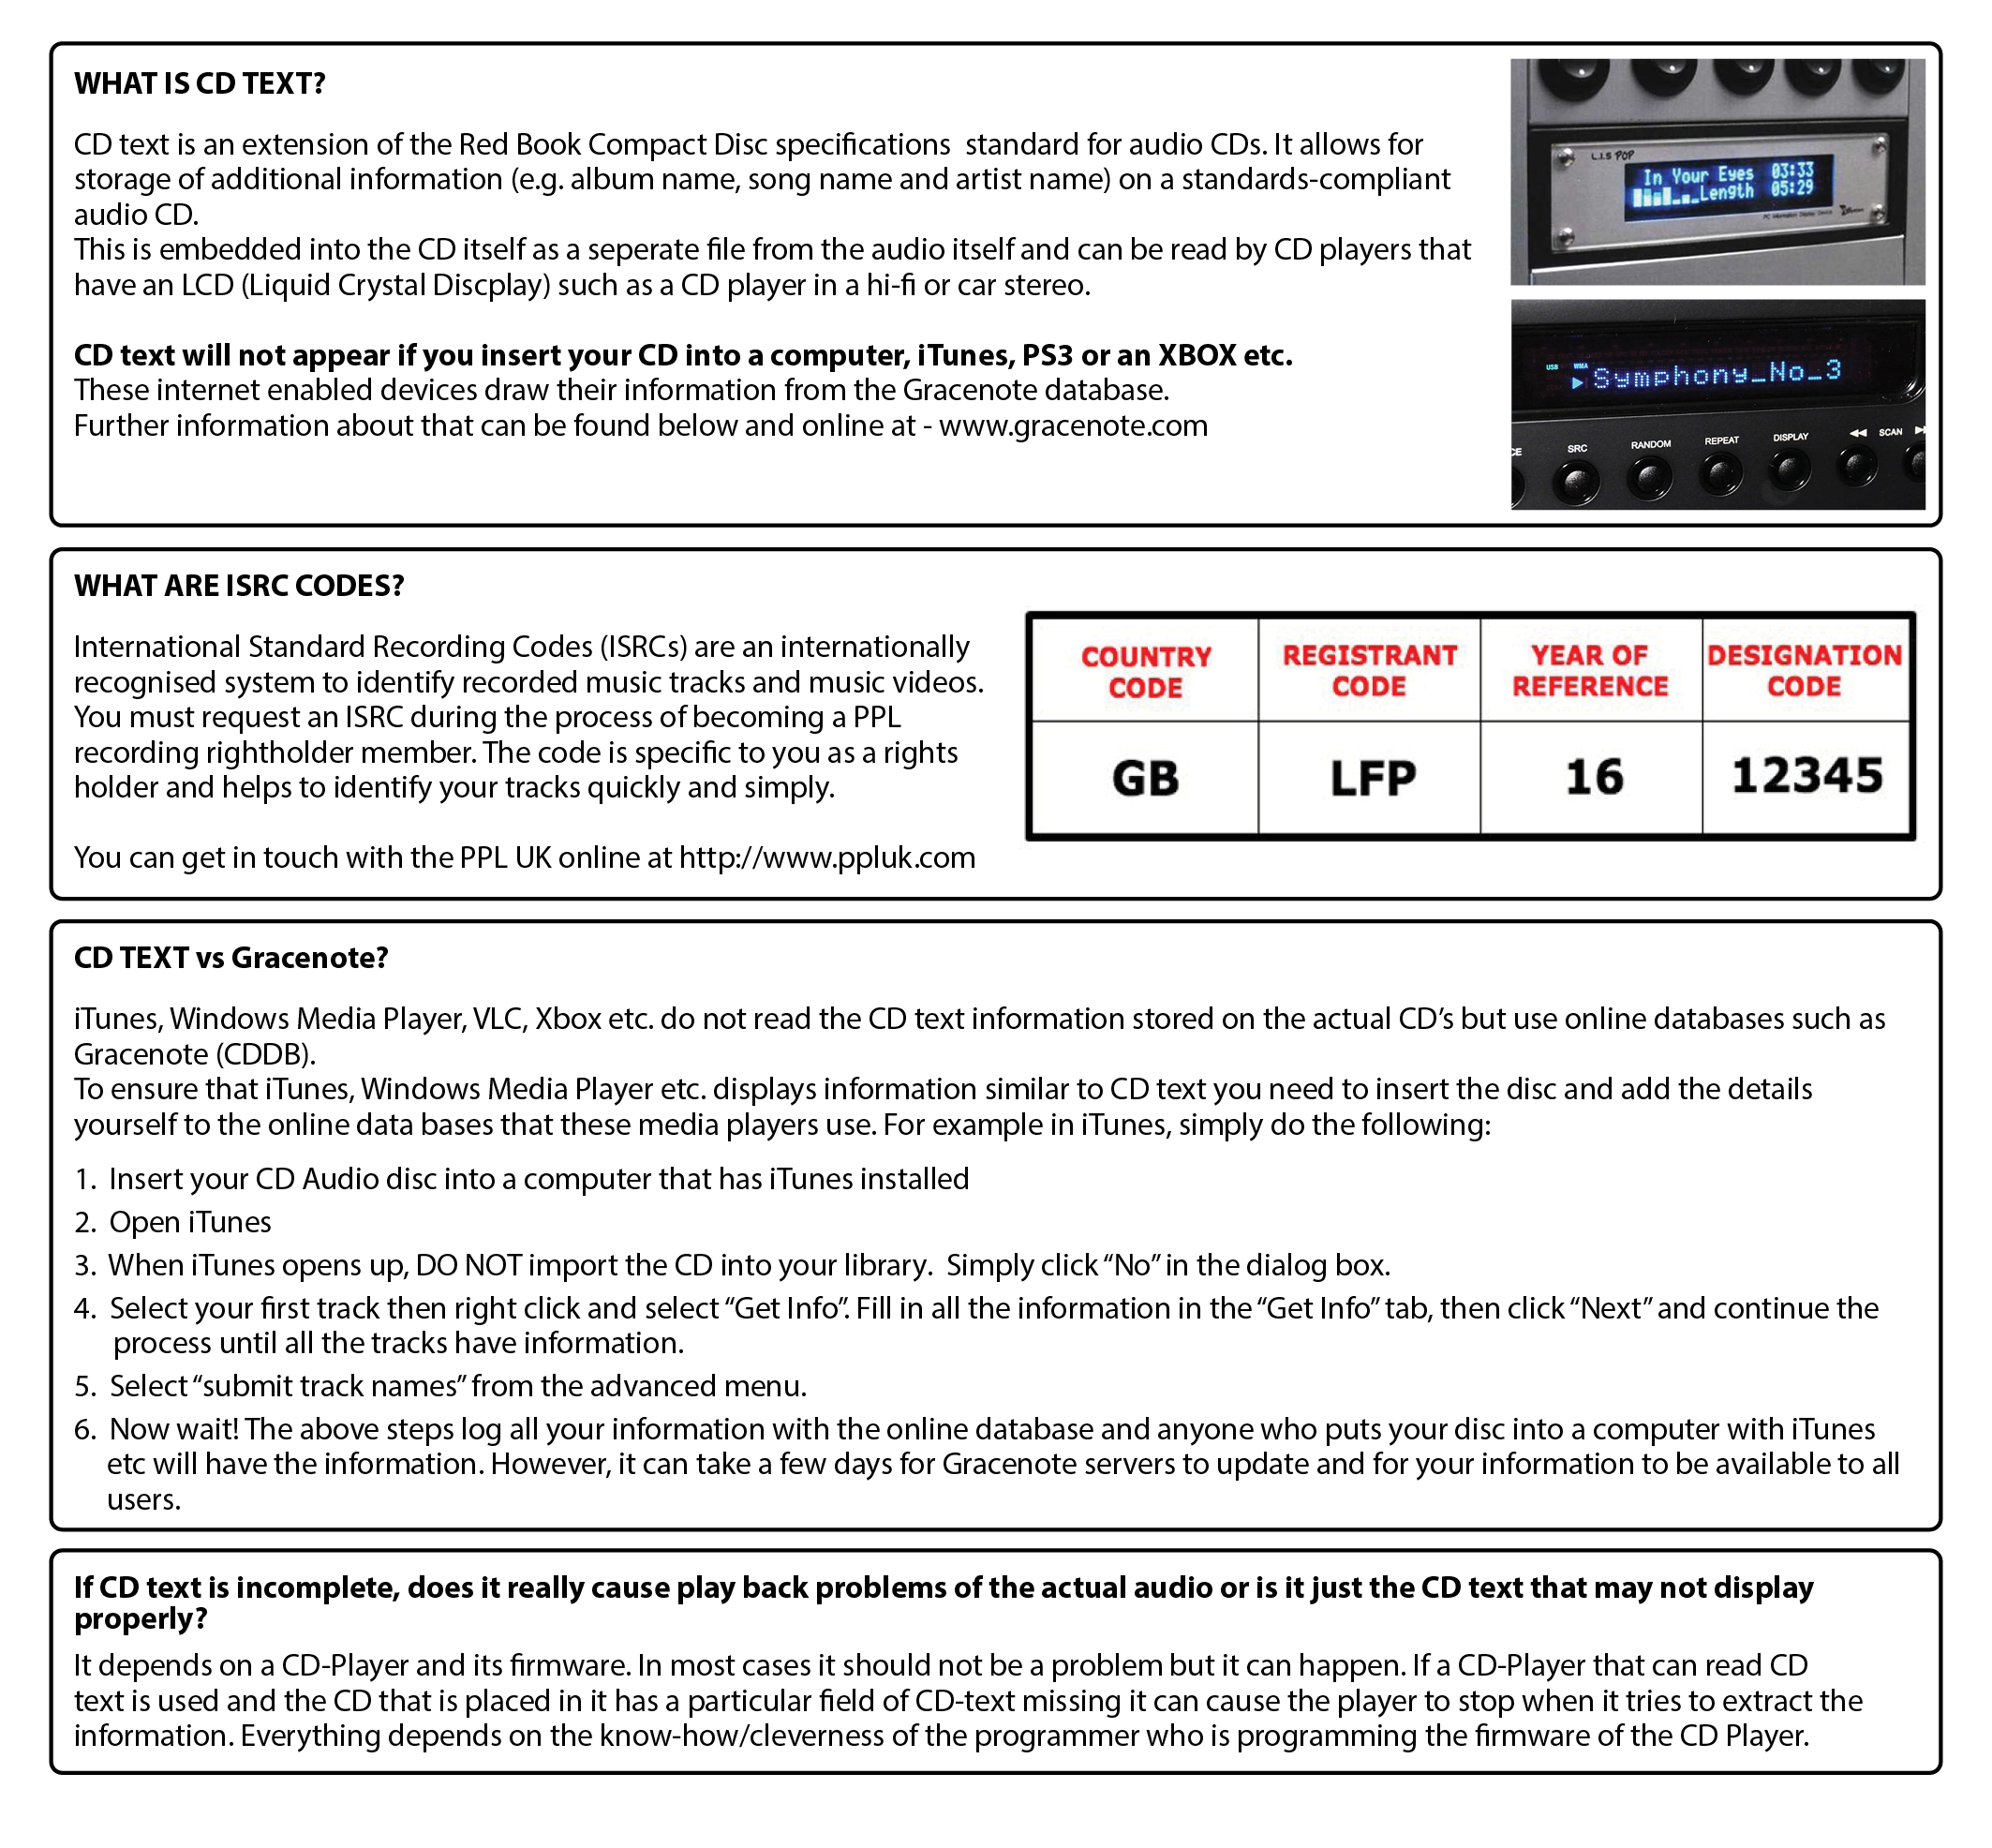 WHAT IS CD TEXT?
CD text is an extension of the Red Book Compact Disc specifications  standard for audio CDs. It allows for
storage of additional information (e.g. album name, song name and artist name) on a standards-compliant
audio CD.
This is embedded into the CD itself as a seperate file from the audio itself and can be read by CD players that
have an LCD (Liquid Crystal Discplay) such as a CD player in a hi-fi or car stereo.
CD text will not appear if you insert your CD into a computer, iTunes, PS3 or an XBOX etc.
These internet enabled devices draw their information from the Gracenote database.
Further information about that can be found below and online at - www.gracenote.com
L.I.S POP
In Your Eyes 03:33
Length 05:29
PC Information Display Device
USB WMA
Symphony_No_3
CE SRC RANDOM REPEAT DISPLAY SCAN
WHAT ARE ISRC CODES?
International Standard Recording Codes (ISRCs) are an internationally
recognised system to identify recorded music tracks and music videos.
You must request an ISRC during the process of becoming a PPL
recording rightholder member. The code is specific to you as a rights
holder and helps to identify your tracks quickly and simply.
You can get in touch with the PPL UK online at http://www.ppluk.com
COUNTRY CODE REGISTRANT CODE YEAR OF REFERENCE DESIGNATION CODE
GB LFP 16 12345
CD TEXT vs Gracenote?
iTunes, Windows Media Player, VLC, Xbox etc. do not read the CD text information stored on the actual CD’s but use online databases such as
Gracenote (CDDB).
To ensure that iTunes, Windows Media Player etc. displays information similar to CD text you need to insert the disc and add the details
yourself to the online data bases that these media players use. For example in iTunes, simply do the following:
1. Insert your CD Audio disc into a computer that has iTunes installed
2. Open iTunes
3. When iTunes opens up, DO NOT import the CD into your library.  Simply click “No” in the dialog box.
4. Select your first track then right click and select “Get Info”. Fill in all the information in the “Get Info” tab, then click “Next” and continue the
process until all the tracks have information.
5. Select “submit track names” from the advanced menu.
6. Now wait! The above steps log all your information with the online database and anyone who puts your disc into a computer with iTunes
etc will have the information. However, it can take a few days for Gracenote servers to update and for your information to be available to all
users.
If CD text is incomplete, does it really cause play back problems of the actual audio or is it just the CD text that may not display
properly?
It depends on a CD-Player and its firmware. In most cases it should not be a problem but it can happen. If a CD-Player that can read CD
text is used and the CD that is placed in it has a particular field of CD-text missing it can cause the player to stop when it tries to extract the
information. Everything depends on the know-how/cleverness of the programmer who is programming the firmware of the CD Player.